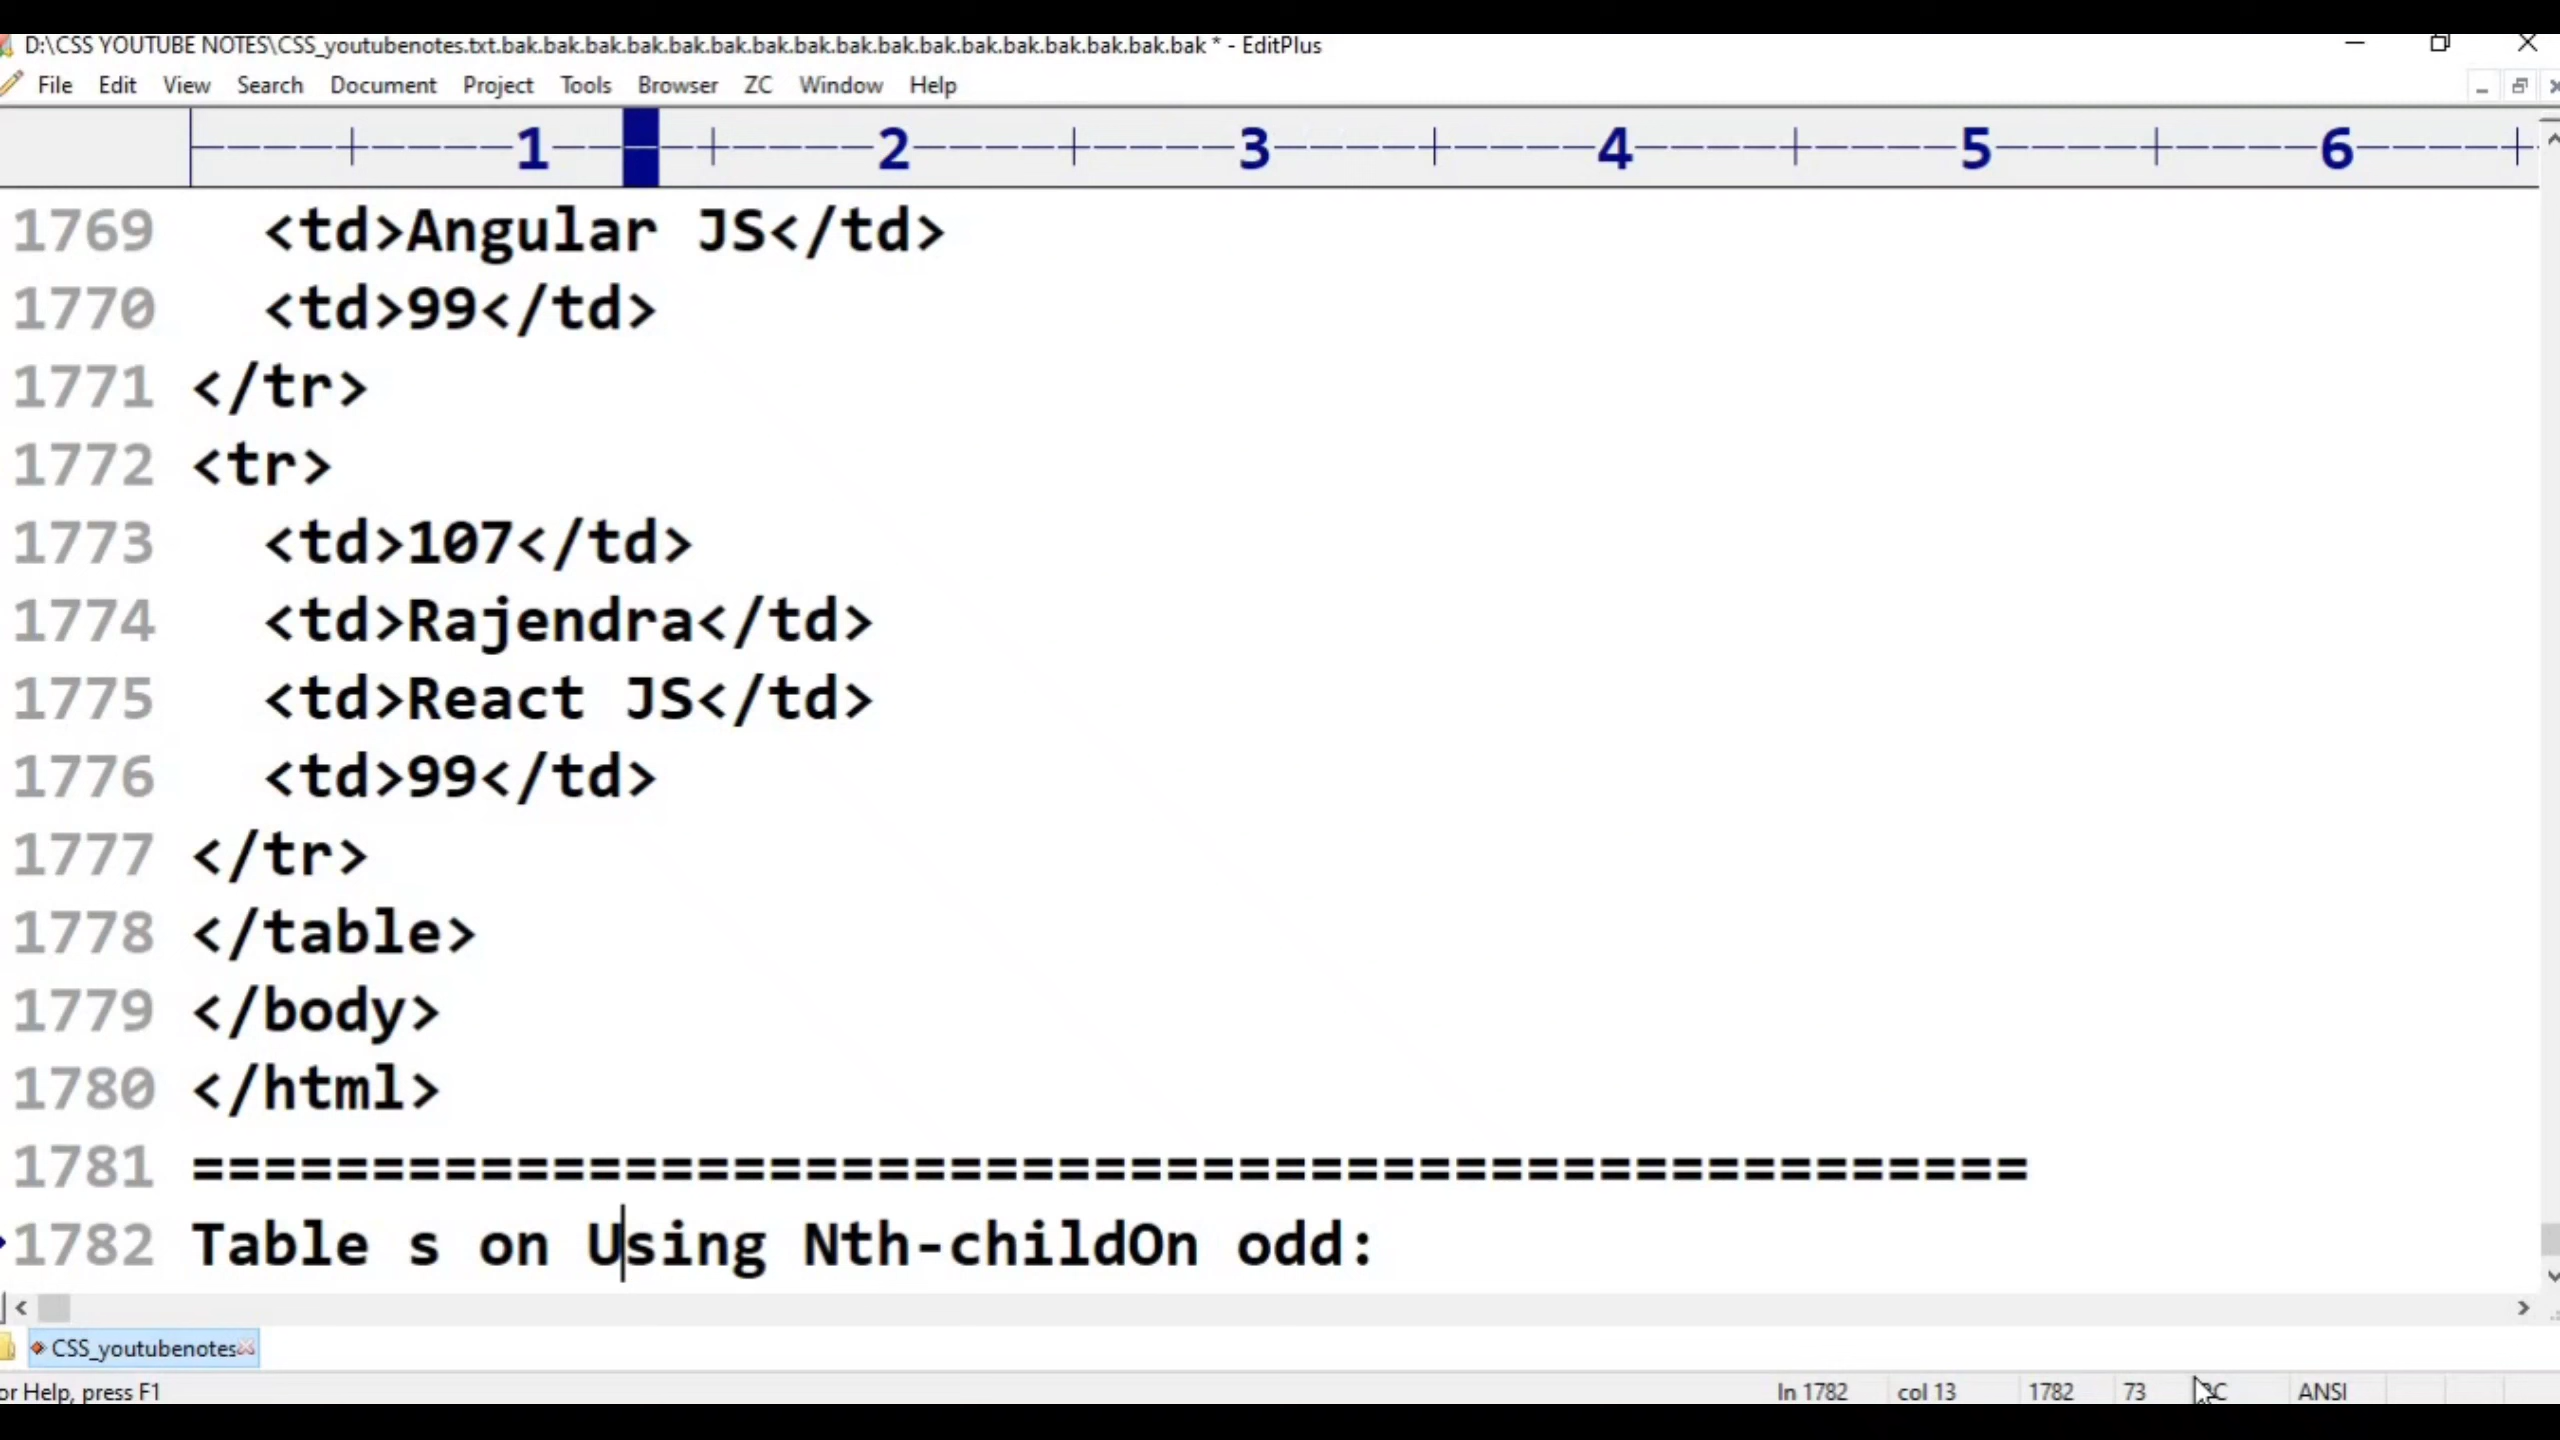 D:\CSS YOUTUBE NOTES\CSS_youtubenotes.txt.bak.bak.bak.bak.bak.bak.bak.bak.bak.bak.bak.bak.bak.bak.bak.bak.bak * - EditPlus
File Edit View Search Document Project Tools Browser ZC Window Help
1 2 3 4 5 6
1769 <td>Angular JS</td>
1770 <td>99</td>
1771 </tr>
1772 <tr>
1773 <td>107</td>
1774 <td>Rajendra</td>
1775 <td>React JS</td>
1776 <td>99</td>
1777 </tr>
1778 </table>
1779 </body>
1780 </html>
1781 ===================================================
1782 Table s on Using Nth-childOn odd:
CSS_youtubenotes
or Help, press F1 ln 1782 col 13 1782 73 ANSI